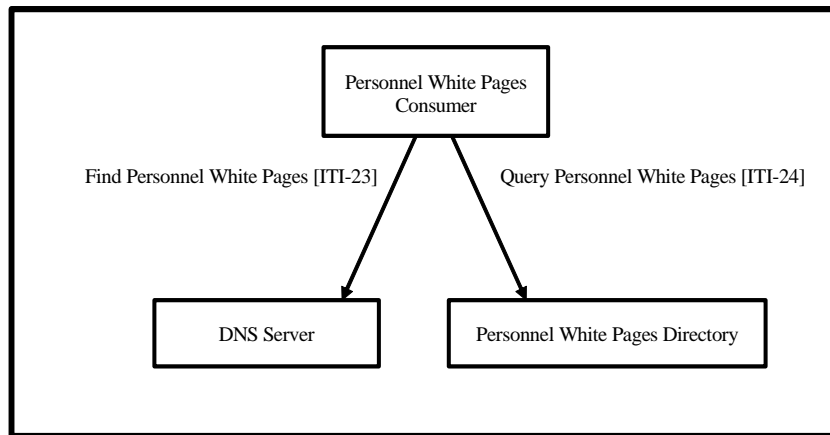 Personnel White Pages
Consumer
Find Personnel White Pages [ITI-23]
Query Personnel White Pages [ITI-24]
DNS Server
Personnel White Pages Directory